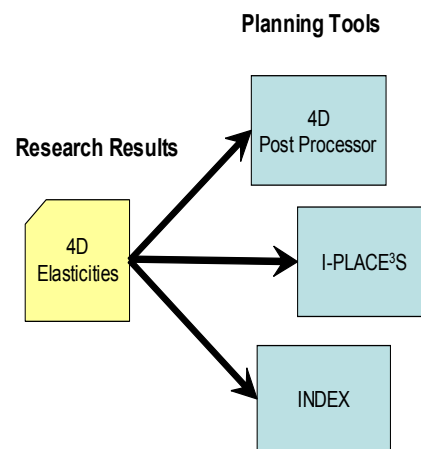 Planning Tools
4D
Post Processor
Research Results
4D
Elasticities
I-PLACE³S
INDEX